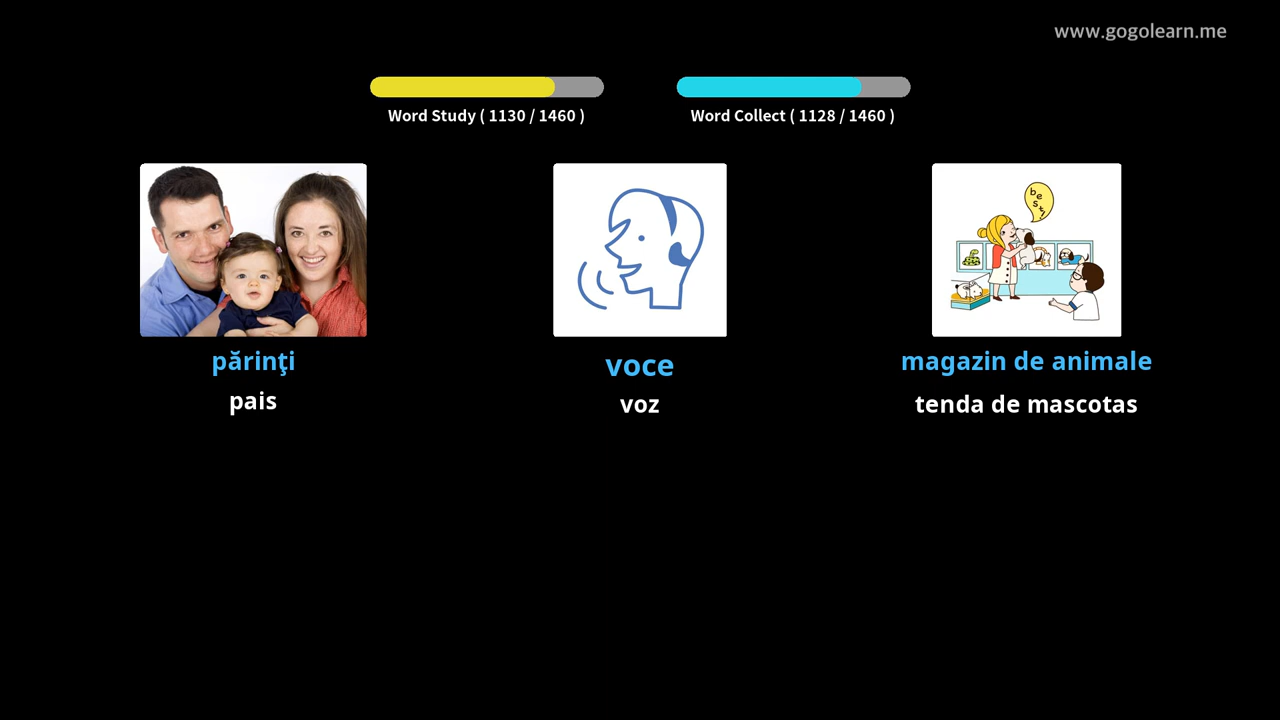 www.gogolearn.me
Word Study ( 1130 / 1460 )
Word Collect ( 1128 / 1460 )
best
părinţi
voce
magazin de animale
pais
voz
tenda de mascotas